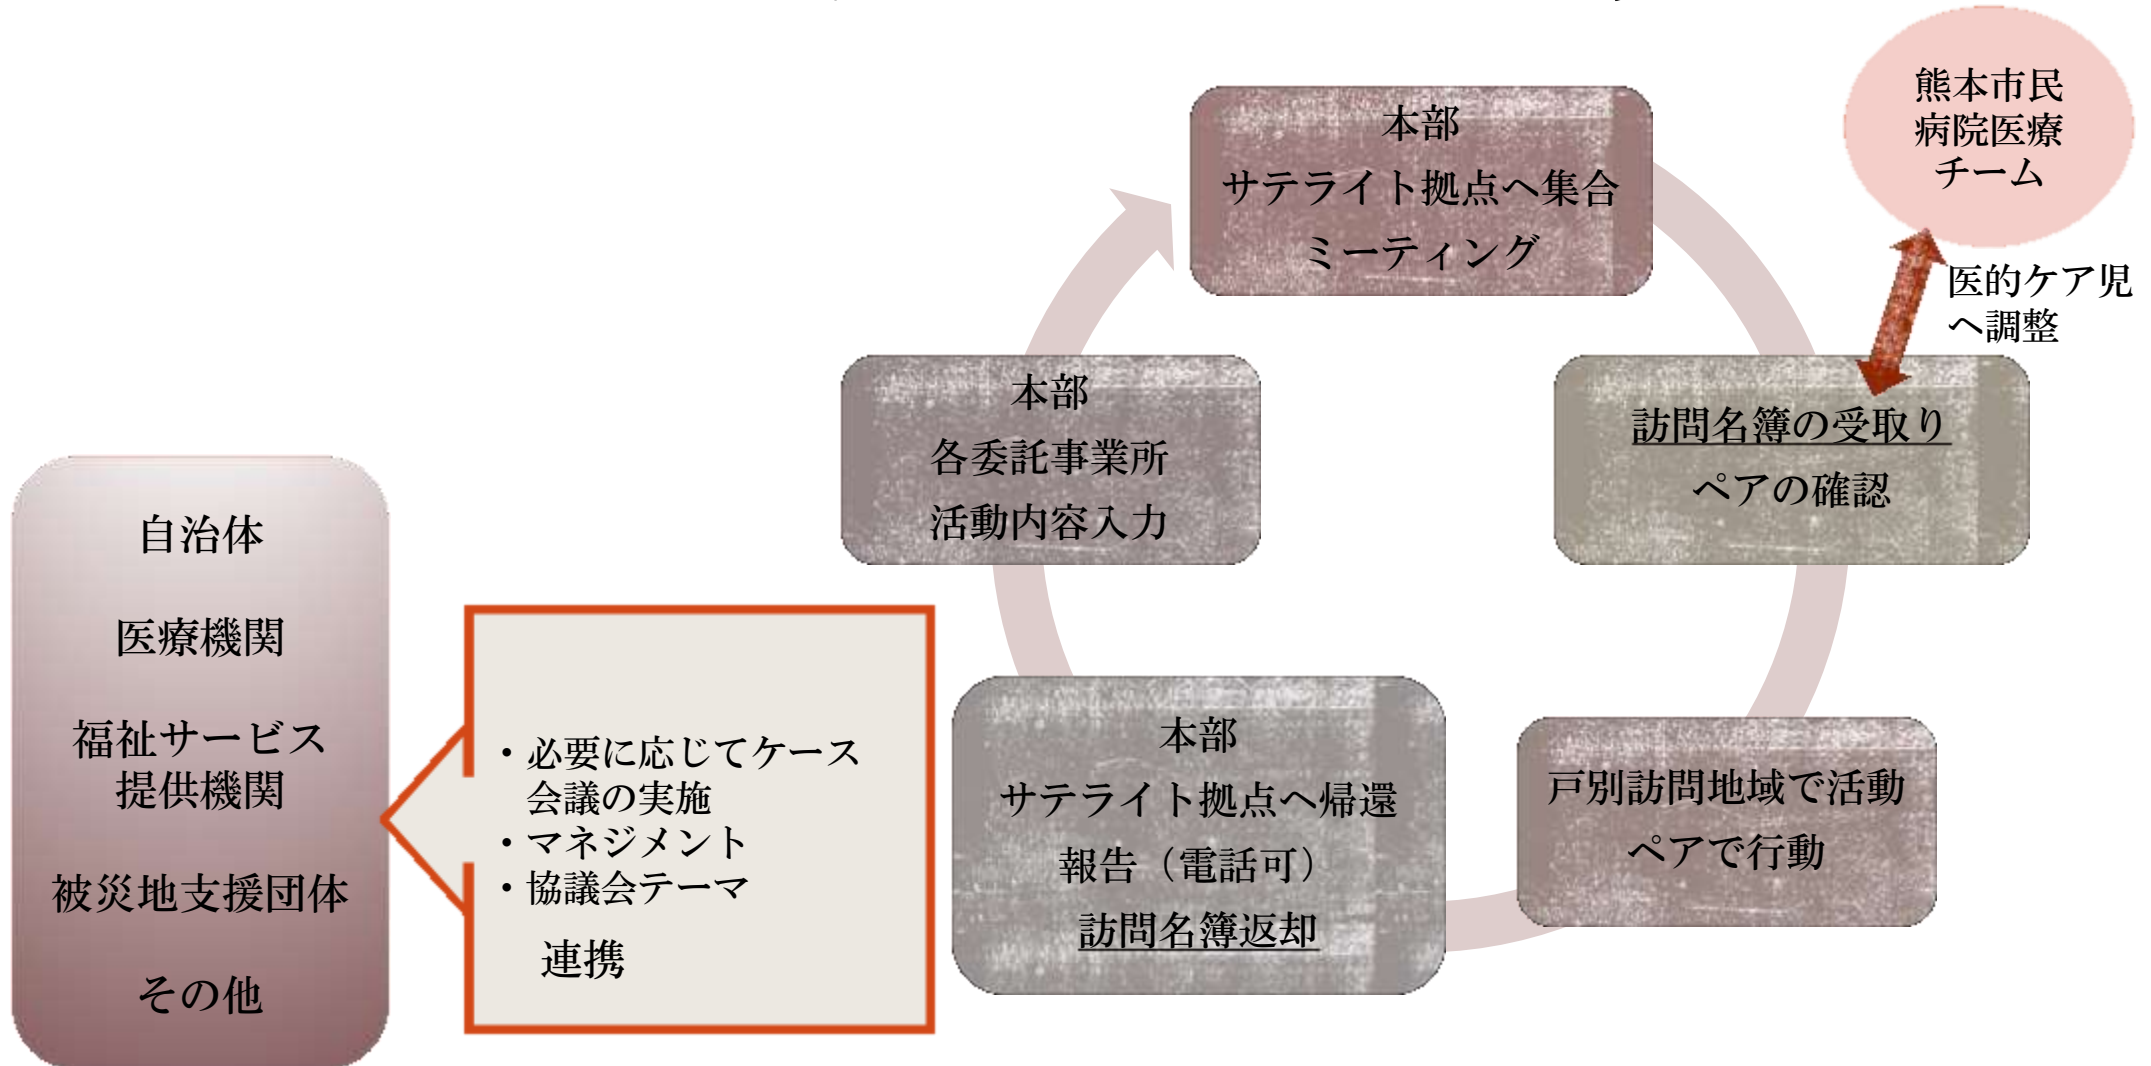 熊本市民
病院医療
チーム
医的ケア児
へ調整
本部
サテライト拠点へ集合
ミーティング
訪問名簿の受取り
ペアの確認
戸別訪問地域で活動
ペアで行動
本部
サテライト拠点へ帰還
報告（電話可）
訪問名簿返却
本部
各委託事業所
活動内容入力
・必要に応じてケース
会議の実施
・マネジメント
・協議会テーマ
連携
自治体
医療機関
福祉サービス
提供機関
被災地支援団体
その他